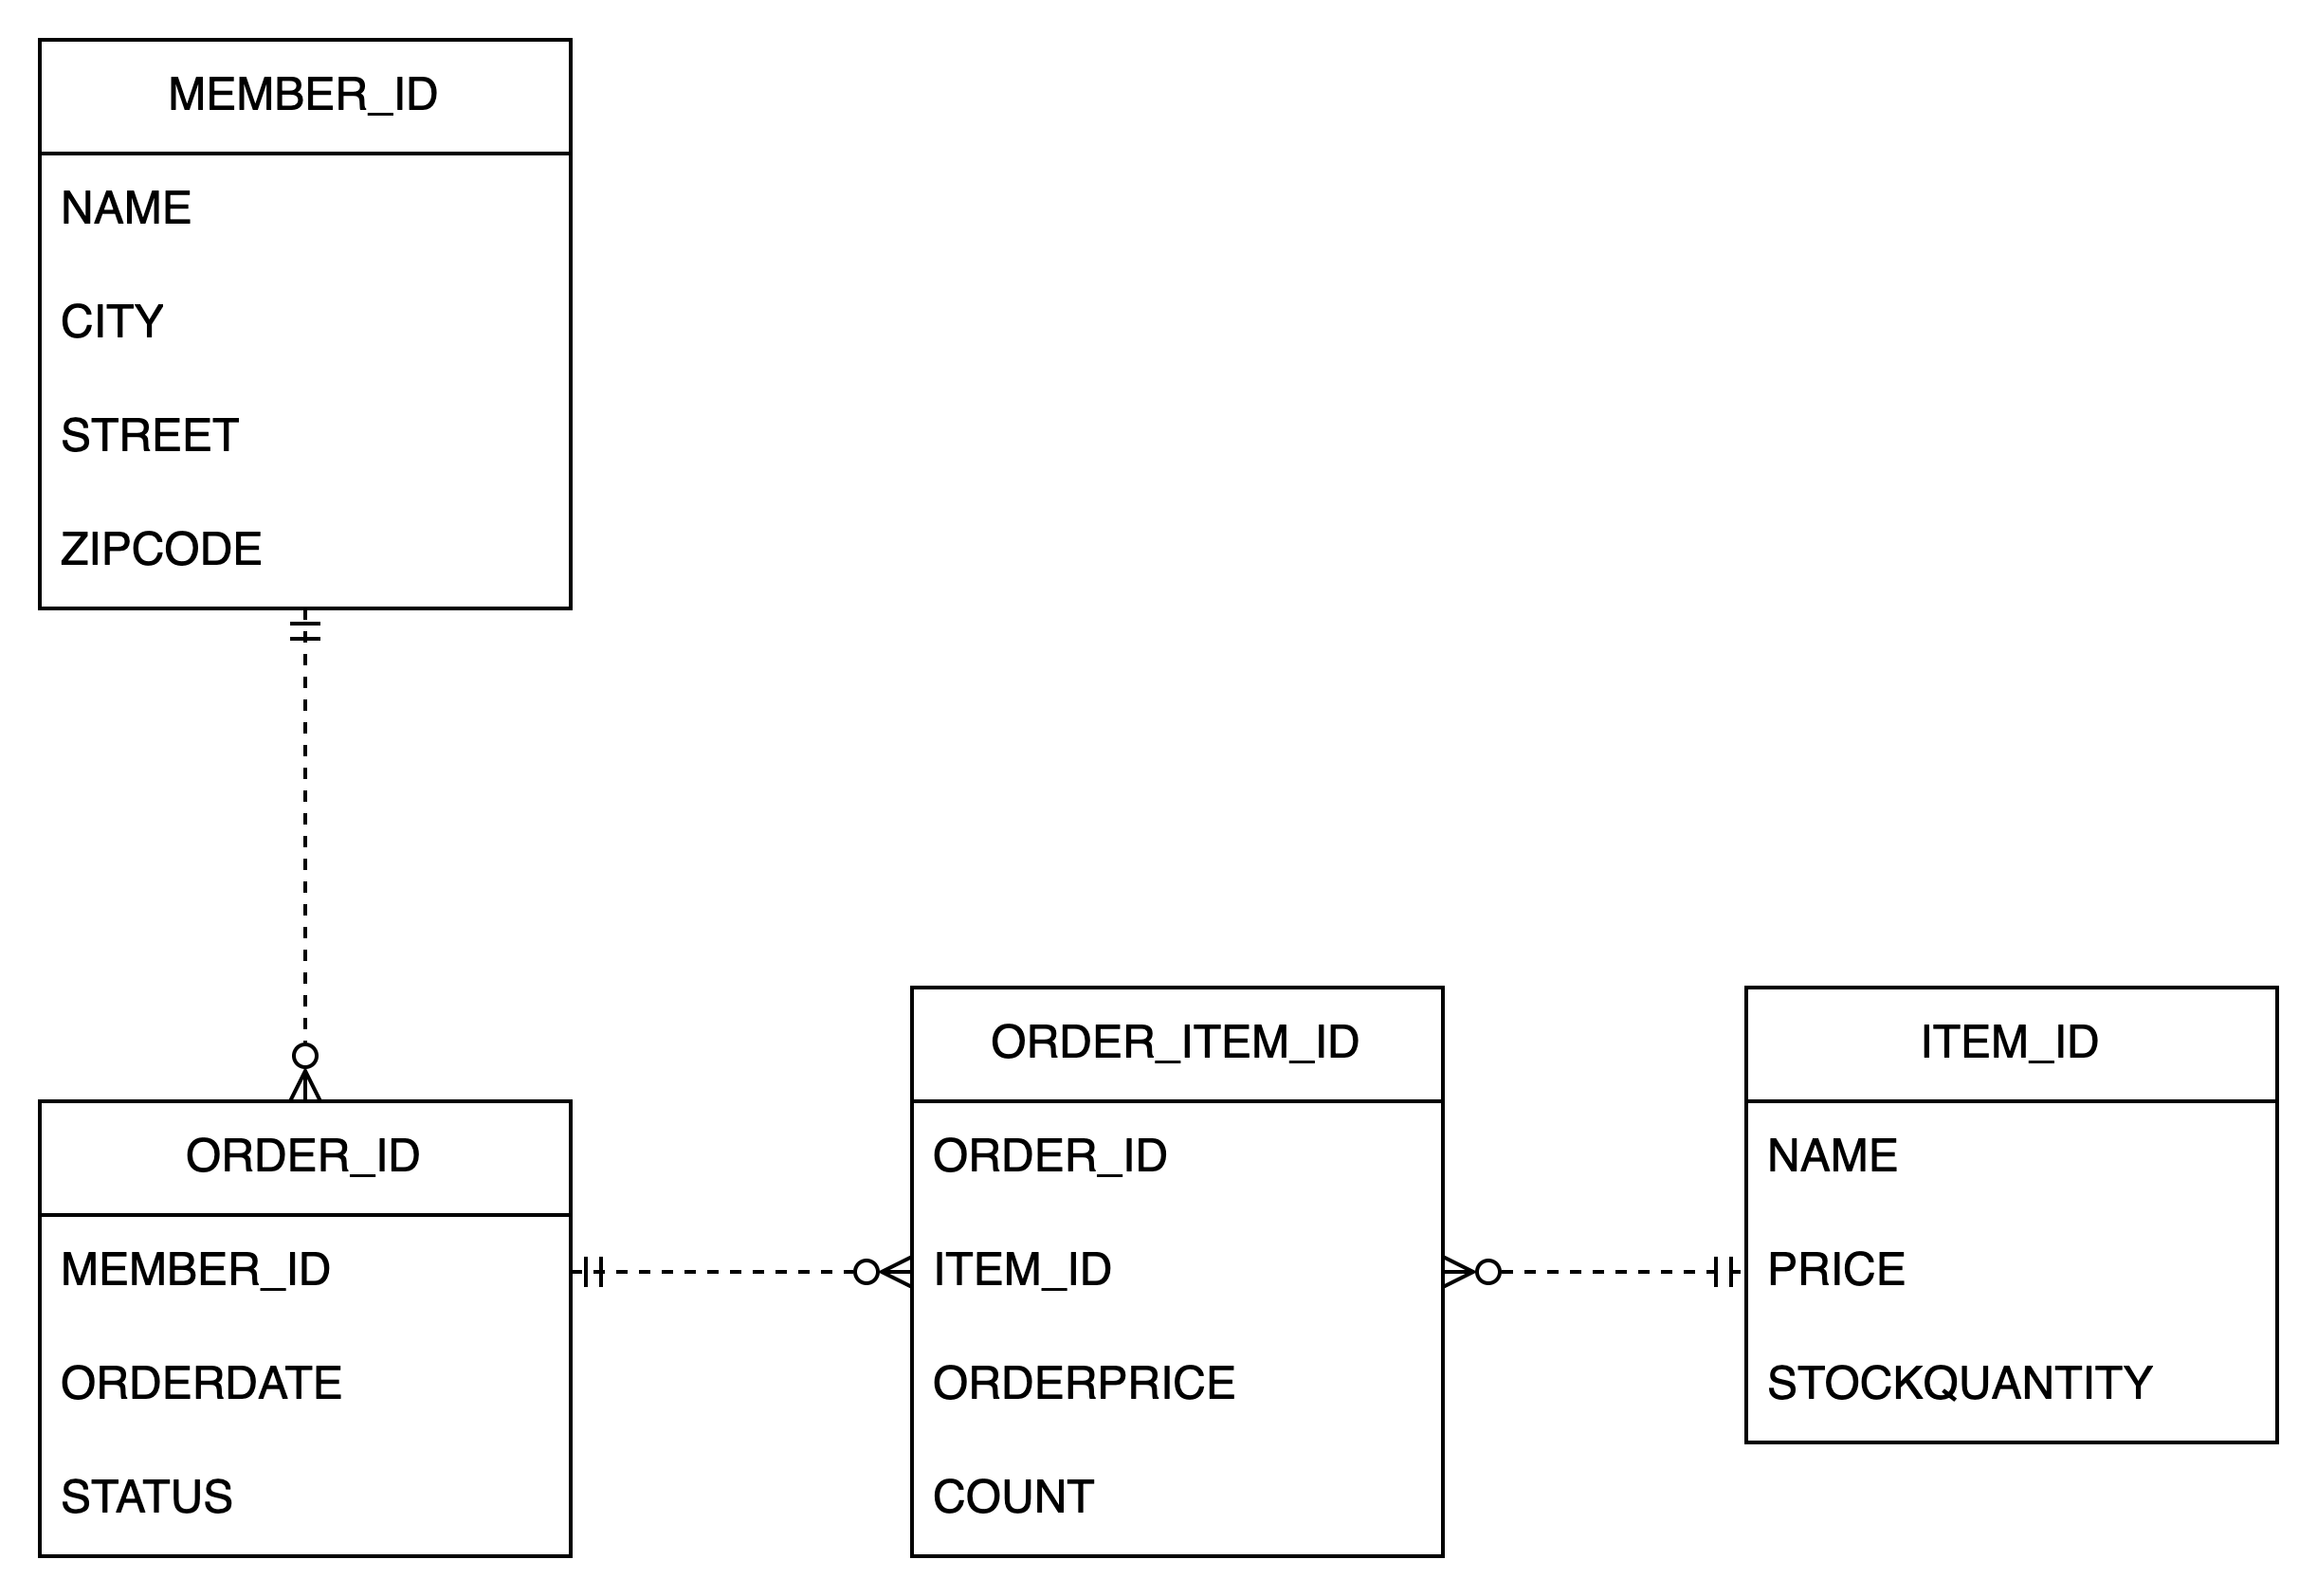 MEMBER_ID
NAME
CITY
STREET
ZIPCODE
ORDER_ID
MEMBER_ID
ORDERDATE
STATUS
ORDER_ITEM_ID
ORDER_ID
ITEM_ID
ORDERPRICE
COUNT
ITEM_ID
NAME
PRICE
STOCKQUANTITY